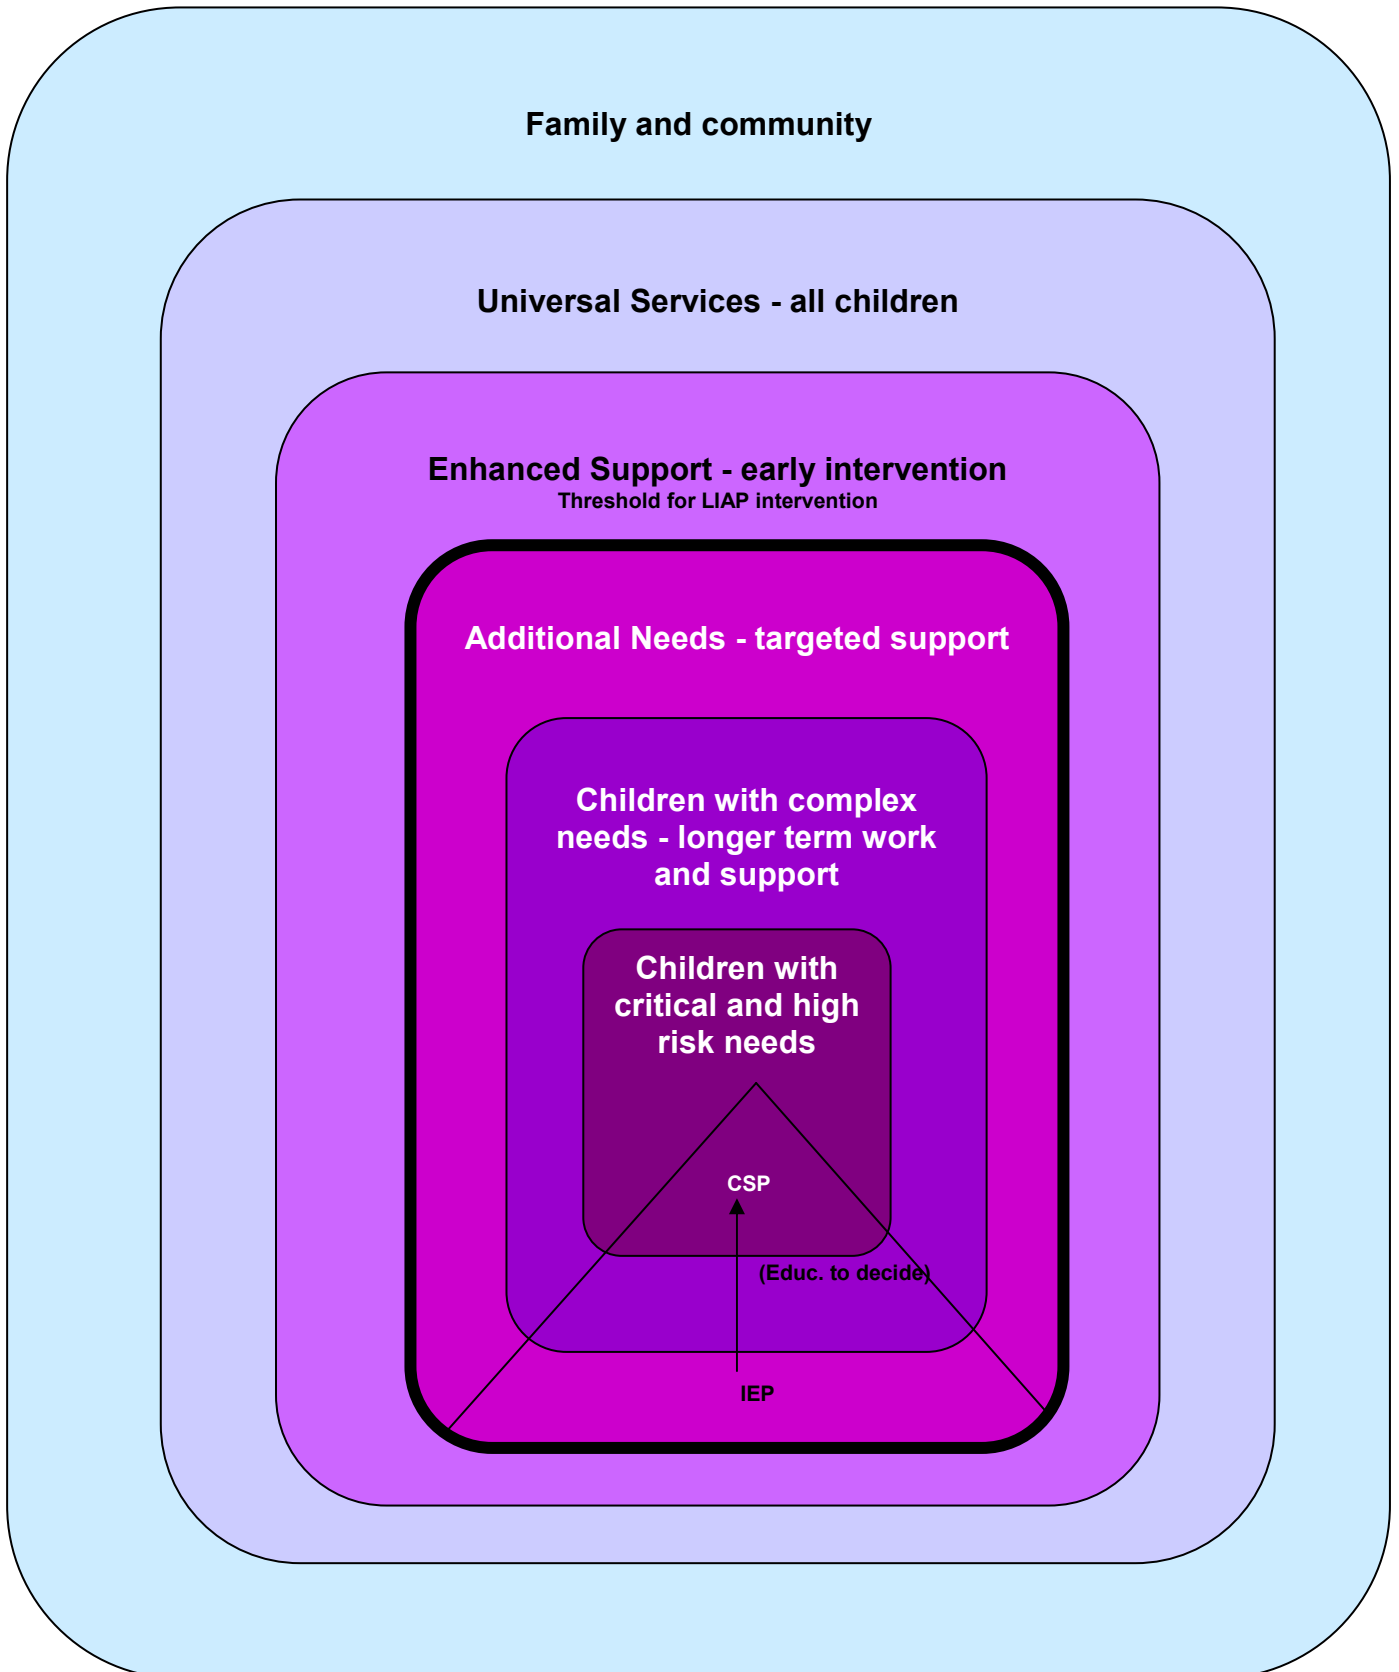 Family and community
Universal Services - all children
Enhanced Support - early intervention
Threshold for LIAP intervention
Additional Needs - targeted support
Children with complex
needs - longer term work
and support
Children with
critical and high
risk needs
CSP
(Educ. to decide)
IEP